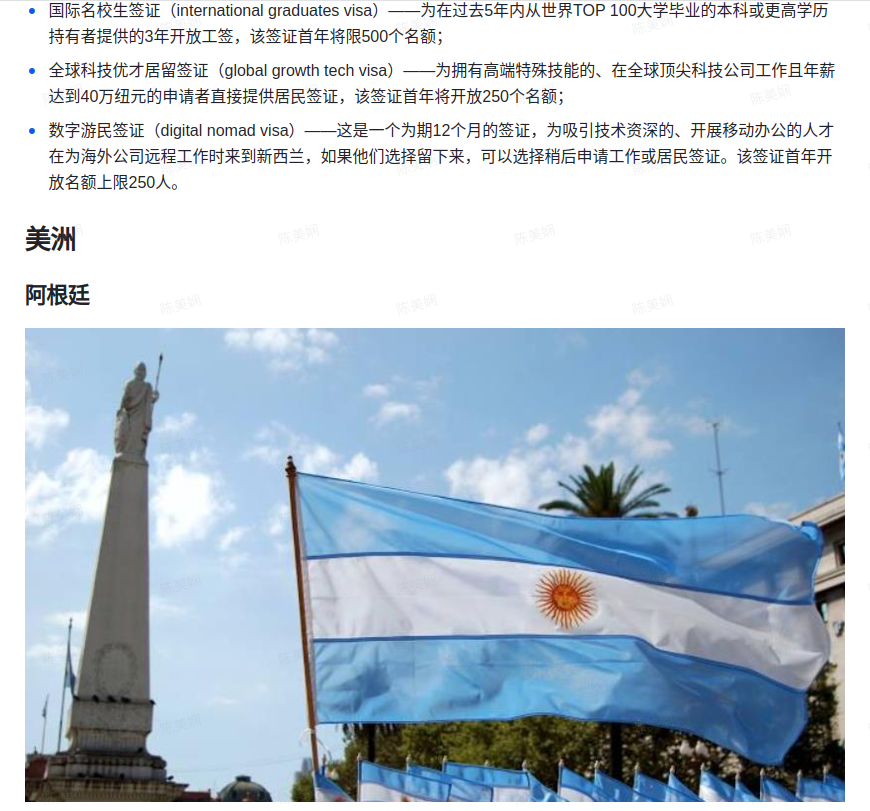 国际名校生签证（international graduates visa）——为在过去5年内从世界TOP 100大学毕业的本科或更高学历
持有者提供的3年开放工签，该签证首年将限500个名额；
全球科技优才居留签证（global growth tech visa）——为拥有高端特殊技能的、在全球顶尖科技公司工作且年薪
达到40万纽元的申请者直接提供居民签证，该签证首年将开放250个名额；
数字游民签证（digital nomad visa）——这是一个为期12个月的签证，为吸引技术资深的、开展移动办公的人才
在为海外公司远程工作时来到新西兰，如果他们选择留下来，可以选择稍后申请工作或居民签证。该签证首年开
放名额上限250人。
美洲
阿根廷